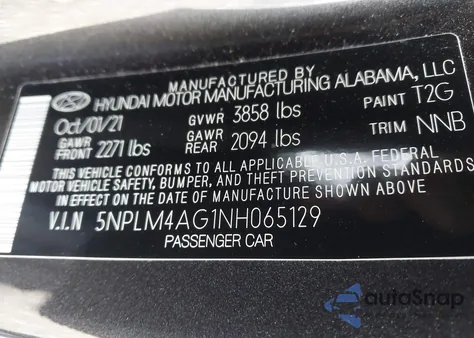 MANUFACTURED BY
HYUNDAI MOTOR MANUFACTURING ALABAMA, LLC
Oct/01/21 GVWR 3858 lbs PAINT T2G
GAWR FRONT 2271 lbs GAWR REAR 2094 lbs TRIM NNB
THIS VEHICLE CONFORMS TO ALL APPLICABLE U.S.A. FEDERAL
MOTOR VEHICLE SAFETY, BUMPER, AND THEFT PREVENTION STANDARDS
IN EFFECT ON THE DATE OF MANUFACTURE SHOWN ABOVE.
V.I.N 5NPLM4AG1NH065129
PASSENGER CAR
autoSnap